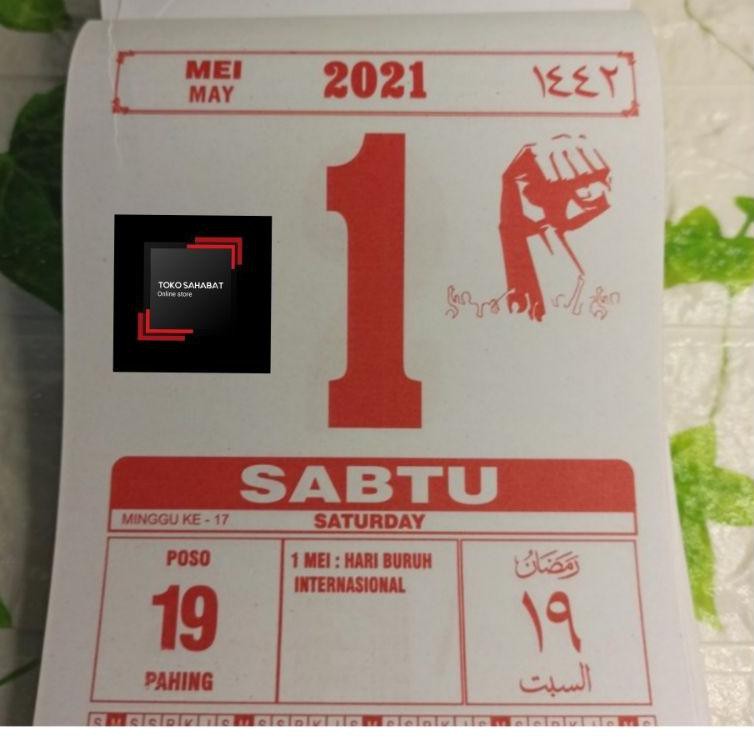 MEI
MAY
2021
١٤٤٢
1
TOKO SAHABAT
Online store
SABTU
MINGGU KE - 17
SATURDAY
POSO
19
PAHING
1 MEI : HARI BURUH
INTERNASIONAL
رَمَضَانُ
١٩
السبت